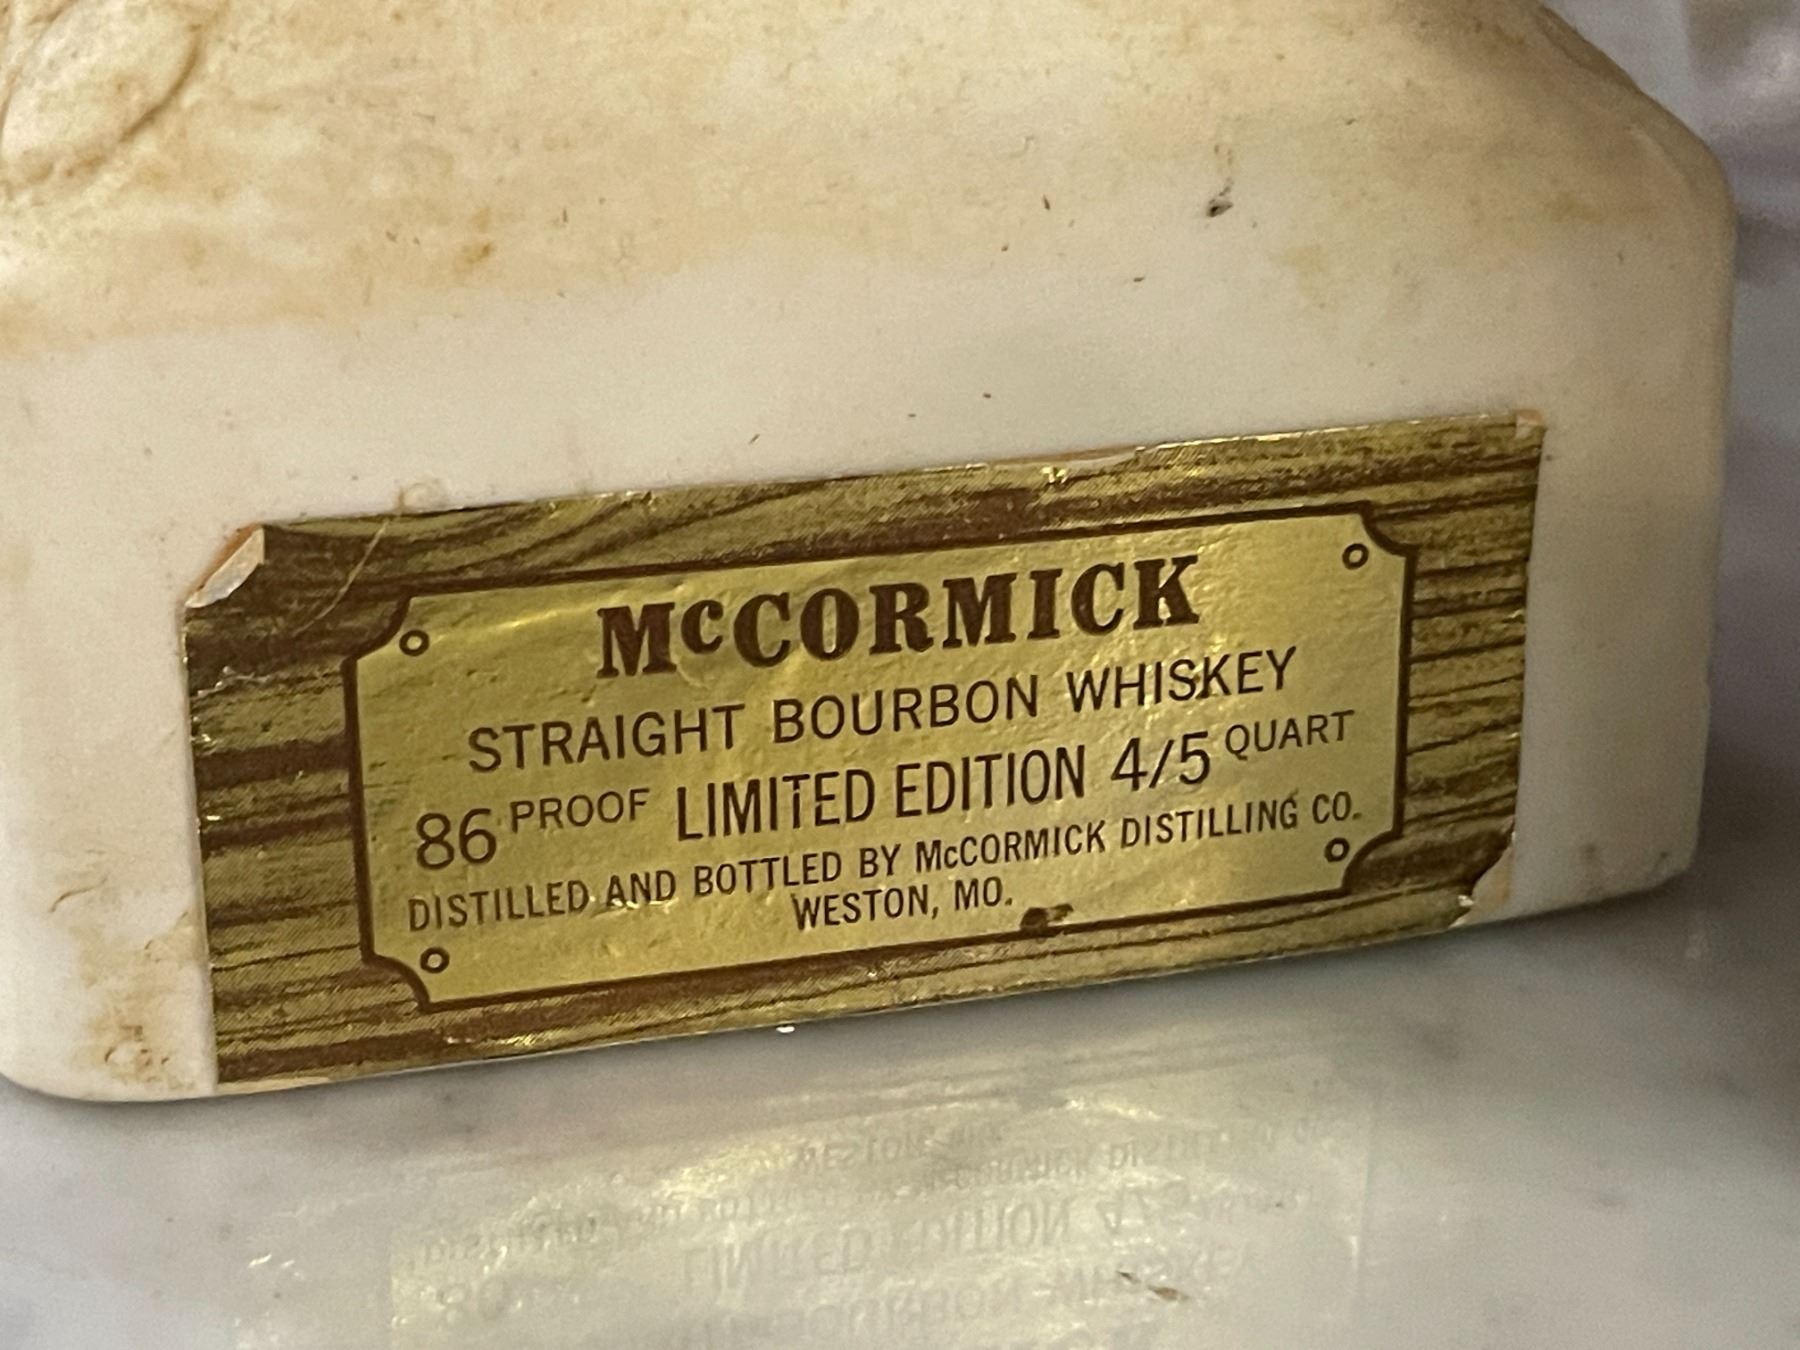 McCORMICK
STRAIGHT BOURBON WHISKEY
86 PROOF LIMITED EDITION 4/5 QUART
DISTILLED AND BOTTLED BY McCORMICK DISTILLING CO.
WESTON, MO.